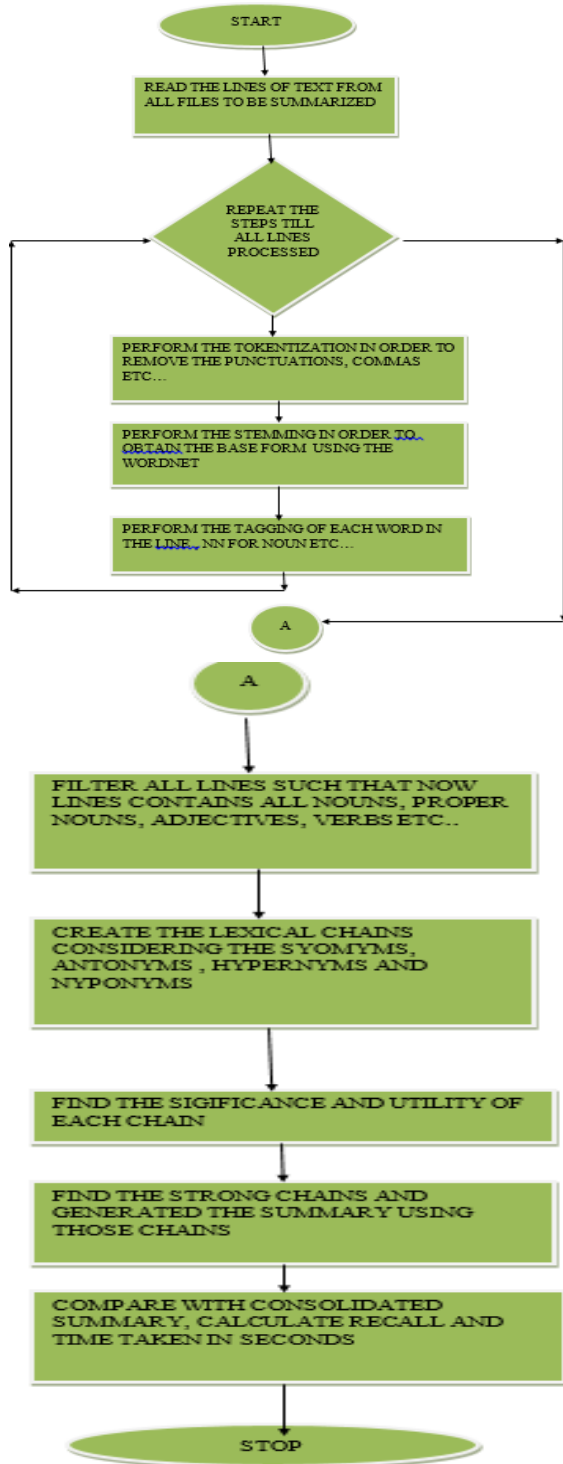 START
READ THE LINES OF TEXT FROM
ALL FILES TO BE SUMMARIZED
REPEAT THE
STEPS TILL
ALL LINES
PROCESSED
PERFORM THE TOKENTIZATION IN ORDER TO
REMOVE THE PUNCTUATIONS, COMMAS
ETC...
PERFORM THE STEMMING IN ORDER TO
OBTAIN THE BASE FORM USING THE
WORDNET
PERFORM THE TAGGING OF EACH WORD IN
THE LINE , NN FOR NOUN ETC...
A
A
FILTER ALL LINES SUCH THAT NOW
LINES CONTAINS ALL NOUNS, PROPER
NOUNS, ADJECTIVES, VERBS ETC..
CREATE THE LEXICAL CHAINS
CONSIDERING THE SYOMYMS,
ANTONYMS , HYPERNYMS AND
NYPONYMS
FIND THE SIGIFICANCE AND UTILITY OF
EACH CHAIN
FIND THE STRONG CHAINS AND
GENERATED THE SUMMARY USING
THOSE CHAINS
COMPARE WITH CONSOLIDATED
SUMMARY, CALCULATE RECALL AND
TIME TAKEN IN SECONDS
STOP